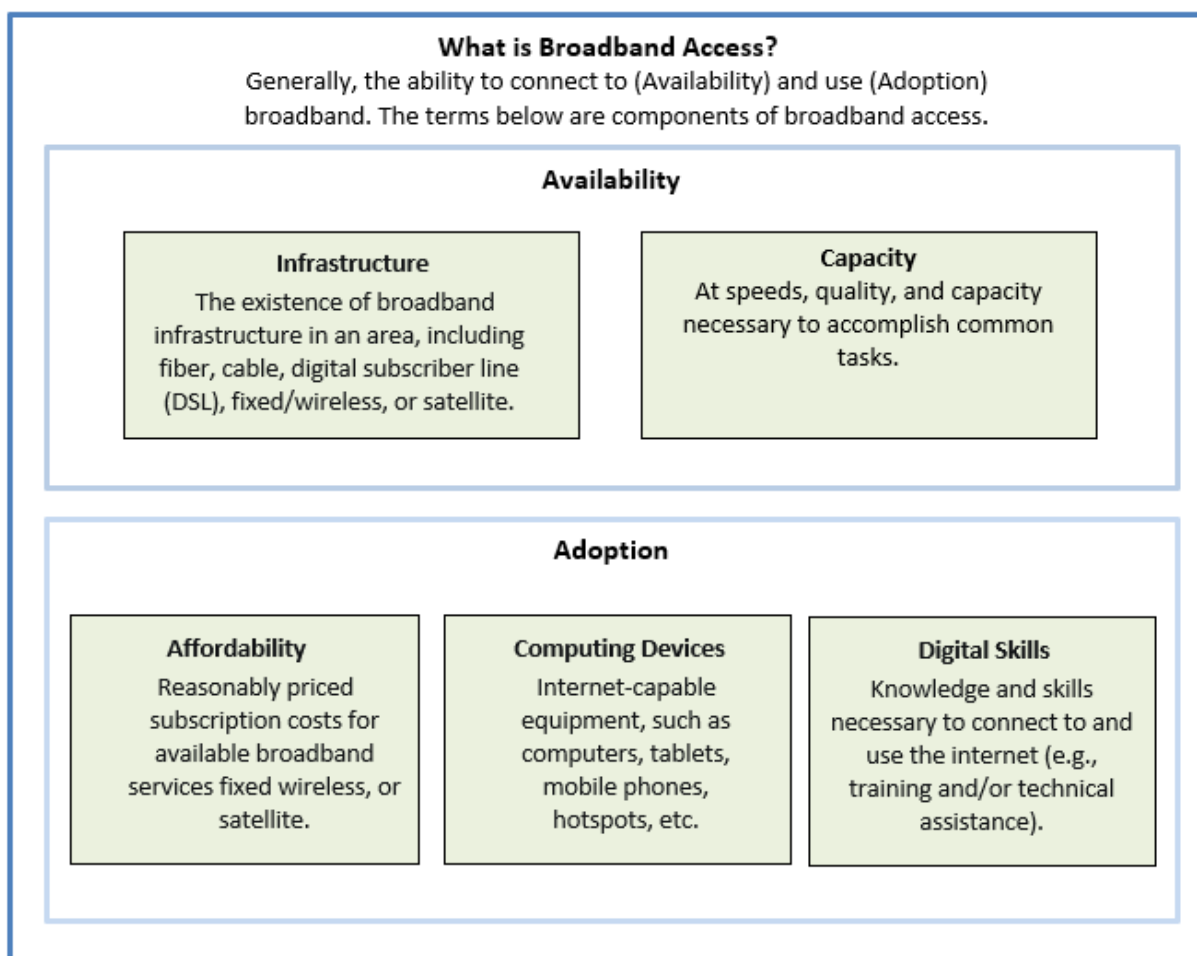 What is Broadband Access?
Generally, the ability to connect to (Availability) and use (Adoption)
broadband. The terms below are components of broadband access.
Availability
Infrastructure
The existence of broadband
infrastructure in an area, including
fiber, cable, digital subscriber line
(DSL), fixed/wireless, or satellite.
Capacity
At speeds, quality, and capacity
necessary to accomplish common
tasks.
Adoption
Affordability
Reasonably priced
subscription costs for
available broadband
services fixed wireless, or
satellite.
Computing Devices
Internet-capable
equipment, such as
computers, tablets,
mobile phones,
hotspots, etc.
Digital Skills
Knowledge and skills
necessary to connect to and
use the internet (e.g.,
training and/or technical
assistance).